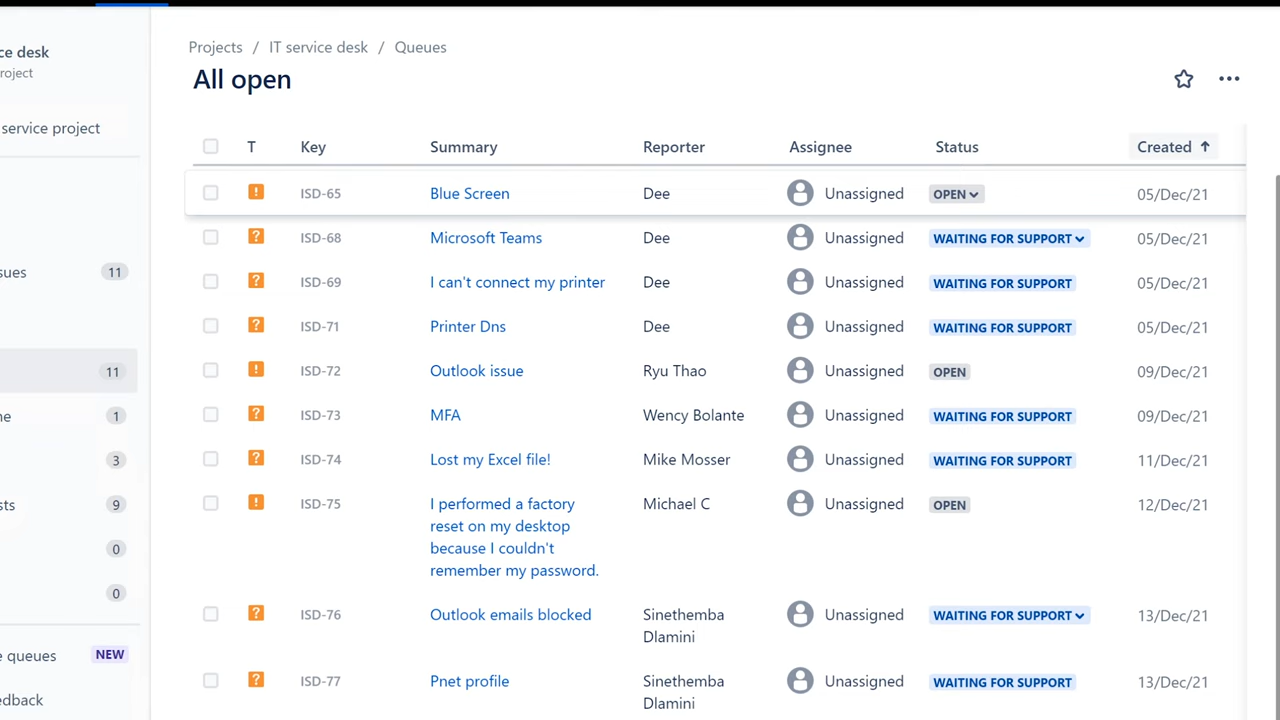 ce desk
roject
service project
sues 11
11
ne 1
3
sts 9
0
0
e queues NEW
edback
Projects / IT service desk / Queues
All open
T Key Summary Reporter Assignee Status Created ↑
ISD-65 Blue Screen Dee Unassigned OPEN 05/Dec/21
ISD-68 Microsoft Teams Dee Unassigned WAITING FOR SUPPORT 05/Dec/21
ISD-69 I can't connect my printer Dee Unassigned WAITING FOR SUPPORT 05/Dec/21
ISD-71 Printer Dns Dee Unassigned WAITING FOR SUPPORT 05/Dec/21
ISD-72 Outlook issue Ryu Thao Unassigned OPEN 09/Dec/21
ISD-73 MFA Wency Bolante Unassigned WAITING FOR SUPPORT 09/Dec/21
ISD-74 Lost my Excel file! Mike Mosser Unassigned WAITING FOR SUPPORT 11/Dec/21
ISD-75 I performed a factory Michael C Unassigned OPEN 12/Dec/21
reset on my desktop
because I couldn't
remember my password.
ISD-76 Outlook emails blocked Sinethemba Unassigned WAITING FOR SUPPORT 13/Dec/21
Dlamini
ISD-77 Pnet profile Sinethemba Unassigned WAITING FOR SUPPORT 13/Dec/21
Dlamini